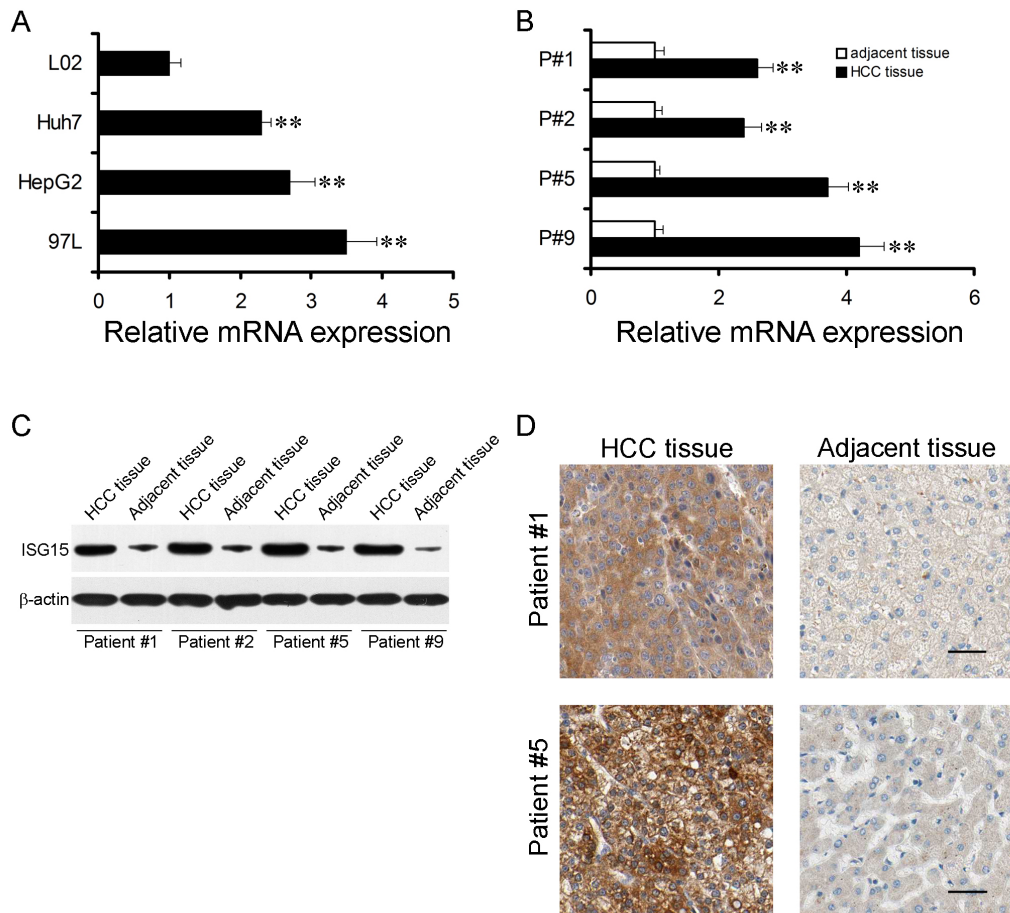 A
L02
Huh7
**
HepG2
**
97L
**
0 1 2 3 4 5
Relative mRNA expression
B
adjacent tissue
HCC tissue
P#1
**
P#2
**
P#5
**
P#9
**
0 2 4 6
Relative mRNA expression
C
HCC tissue
Adjacent tissue
HCC tissue
Adjacent tissue
HCC tissue
Adjacent tissue
HCC tissue
Adjacent tissue
ISG15
β-actin
Patient #1 Patient #2 Patient #5 Patient #9
D
HCC tissue Adjacent tissue
Patient #1
Patient #5